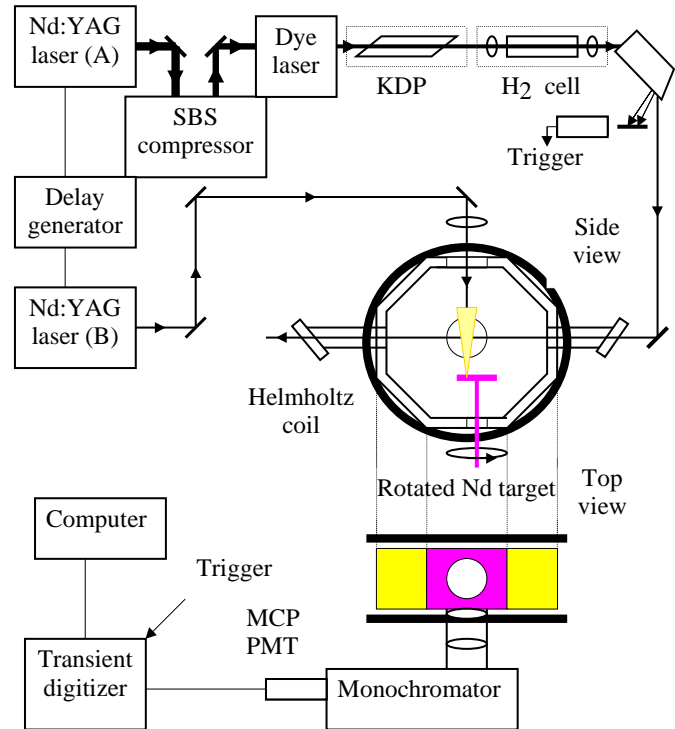 Nd:YAG
laser (A)
Dye
laser
KDP
H2 cell
SBS
compressor
Trigger
Delay
generator
Side
view
Nd:YAG
laser (B)
Helmholtz
coil
Rotated Nd target
Top
view
Computer
Trigger
MCP
PMT
Transient
digitizer
Monochromator